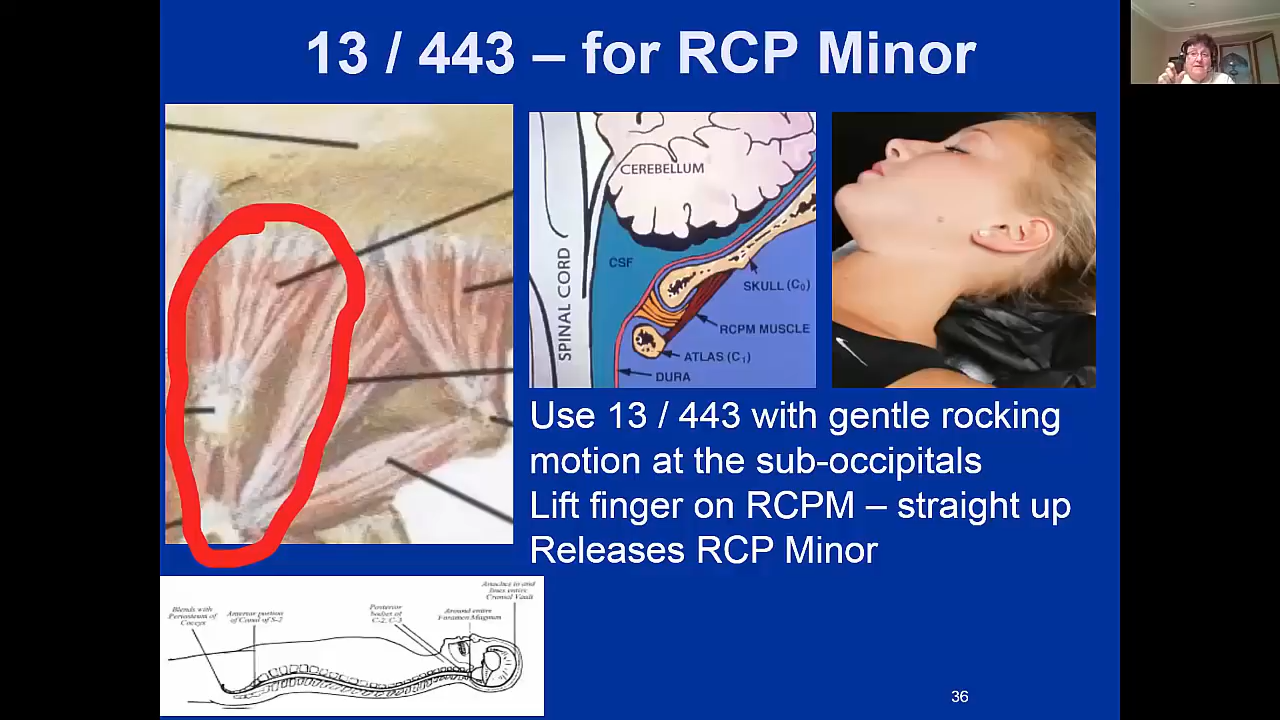 13 / 443 – for RCP Minor
CEREBELLUM
CSF
SPINAL CORD
SKULL (C₀)
RCPM MUSCLE
ATLAS (C₁)
DURA
Use 13 / 443 with gentle rocking
motion at the sub-occipitals
Lift finger on RCPM – straight up
Releases RCP Minor
Attaches to and
lines entire
Cranial Vault
Blends with
Periosteum of
Coccyx
Anterior portion
of Canal of S-2
Posterior
bodies of
C-2, C-3
Around entire
Foramen Magnum
36